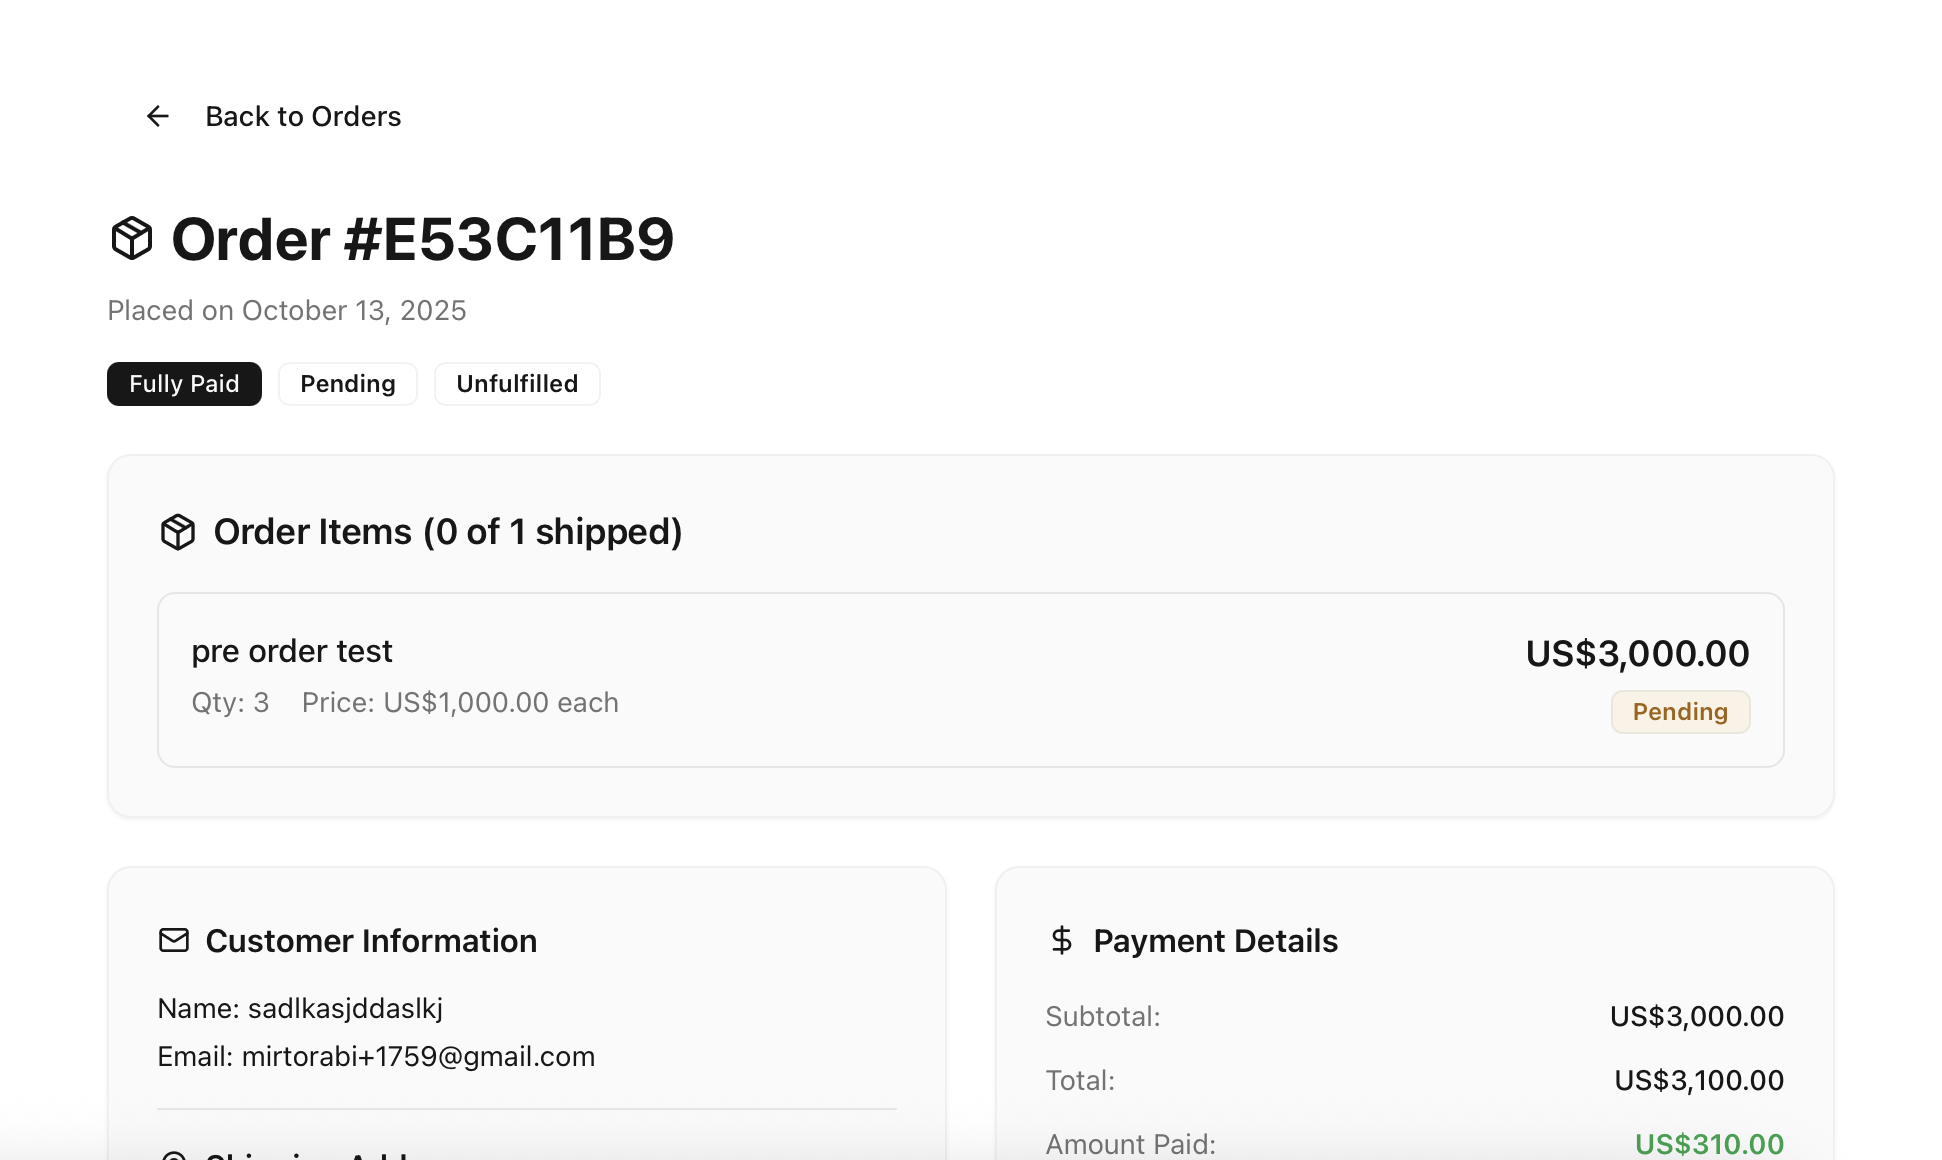 Back to Orders
Order #E53C11B9
Placed on October 13, 2025
Fully Paid
Pending
Unfulfilled
Order Items (0 of 1 shipped)
pre order test
US$3,000.00
Qty: 3 Price: US$1,000.00 each
Pending
Customer Information
Name: sadlkasjddaslkj
Email: mirtorabi+1759@gmail.com
Payment Details
Subtotal: US$3,000.00
Total: US$3,100.00
Amount Paid: US$310.00